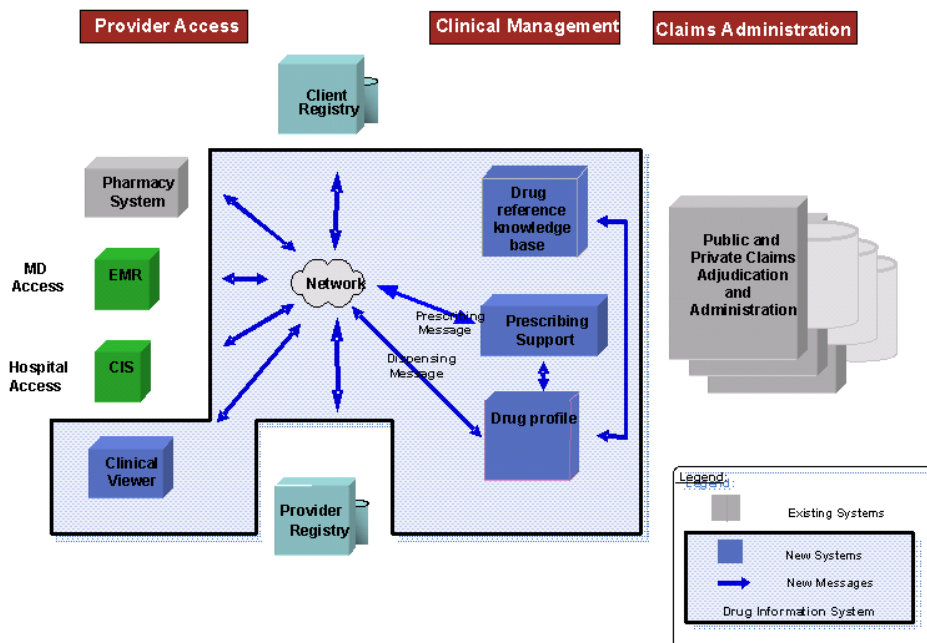 Provider Access
Clinical Management
Claims Administration
Client
Registry
Pharmacy
System
Drug
reference
knowledge
base
MD
Access
EMR
Network
Public and
Private Claims
Adjudication
and
Administration
Prescribing
Message
Prescribing
Support
Hospital
Access
CIS
Dispensing
Message
Drug profile
Clinical
Viewer
Provider
Registry
Legend:
Legend:
Existing Systems
New Systems
New Messages
Drug Information System